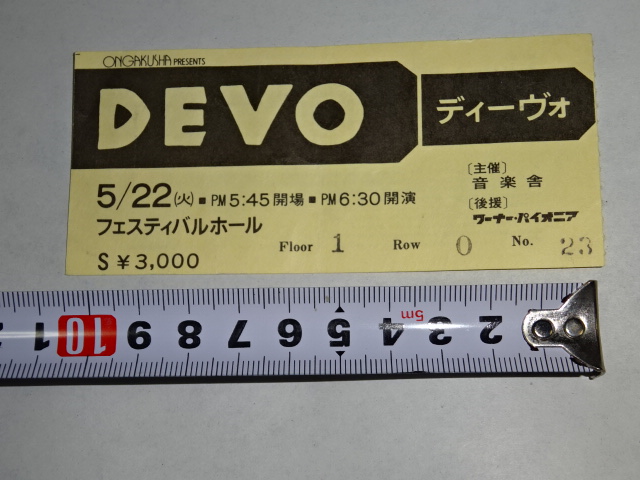 ONGAKUSHA PRESENTS
DEVO
ディーヴォ
5/22(火)■PM5:45開場■PM6:30開演
フェスティバルホール
S ¥3,000
〔主催〕
音楽舎
〔後援〕
ワーナー・パイオニア
Floor 1 Row 0 No. 23
1 2 3 4 5 6 7 8 9 10 11
5m